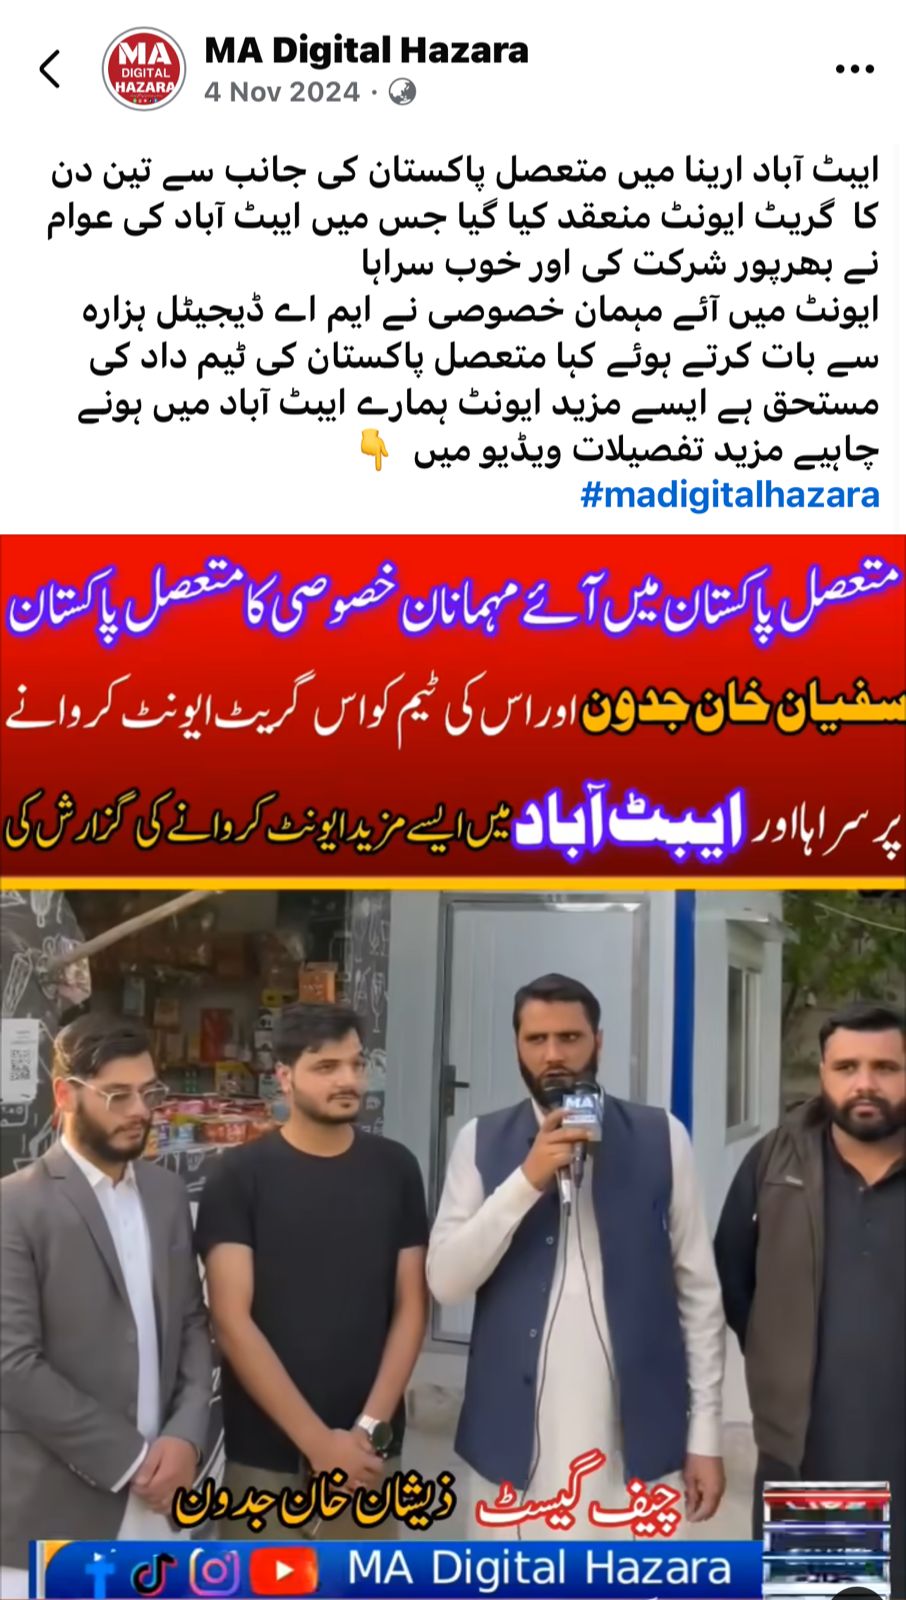 MA Digital Hazara
MA
DIGITAL
HAZARA
4 Nov 2024
ایبٹ آباد ارینا میں متعصل پاکستان کی جانب سے تین دن
کا گریٹ ایونٹ منعقد کیا گیا جس میں ایبٹ آباد کی عوام
نے بھرپور شرکت کی اور خوب سراہا
ایونٹ میں آئے مہمان خصوصی نے ایم اے ڈیجیٹل ہزارہ
سے بات کرتے ہوئے کہا متعصل پاکستان کی ٹیم داد کی
مستحق ہے ایسے مزید ایونٹ ہمارے ایبٹ آباد میں ہونے
چاہیے مزید تفصیلات ویڈیو میں 👇
#madigitalhazara
متعصل پاکستان میں آئے مہمانان خصوصی کا متعصل پاکستان
سفیان خان جدون اور اس کی ٹیم کو اس گریٹ ایونٹ کروانے
پر سراہا اور ایبٹ آباد میں ایسے مزید ایونٹ کروانے کی گزارش کی
MA
چیف گیسٹ ذیشان خان جدون
MA Digital Hazara